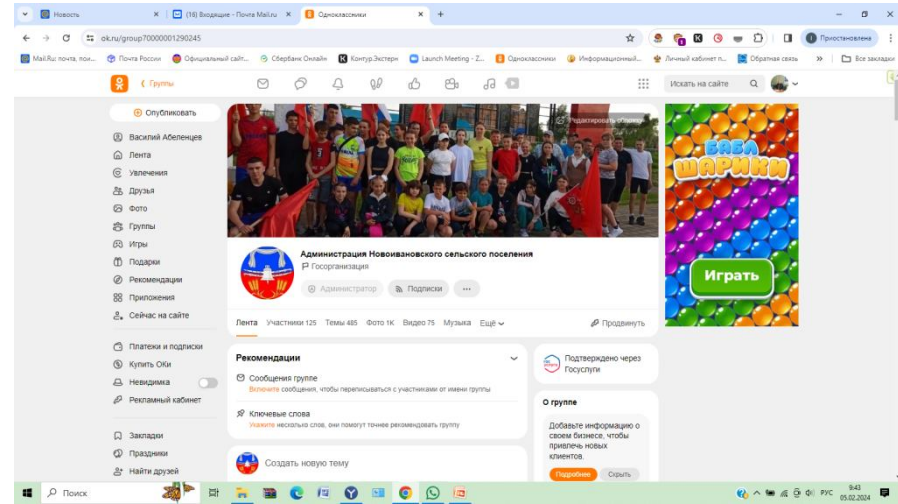 Новость
(16) Входящие – Почта Mail.ru
Одноклассники
ok.ru/group70000001290245
Приостановлена
Mail.Ru: почта, пои...
Почта России
Официальный сайт...
Сбербанк Онлайн
Контур.Экстерн
Launch Meeting - Z...
Одноклассники
Информационный...
Личный кабинет п...
Обратная связь
Все закладки
Группы
Искать на сайте
Опубликовать
Василий Абеленцев
Лента
Увлечения
Друзья
Фото
Группы
Игры
Подарки
Рекомендации
Приложения
Сейчас на сайте
Платежи и подписки
Купить ОКи
Невидимка
Рекламный кабинет
Закладки
Праздники
Найти друзей
Редактировать обложку
Администрация Новоивановского сельского поселения
Госорганизация
Администратор
Подписки
Лента Участники 125 Темы 485 Фото 1К Видео 75 Музыка Ещё
Продвинуть
Рекомендации
Сообщения группе
Включите сообщения, чтобы переписываться с участниками от имени группы
Ключевые слова
Укажите несколько слов, они помогут точнее рекомендовать группу
Создать новую тему
Подтверждено через
Госуслуги
О группе
Добавьте информацию о
своем бизнесе, чтобы
привлечь новых
клиентов.
Подробнее
Скрыть
БАБЛ
ШАРИКИ
Играть
Поиск
РУС
9:43
05.02.2024